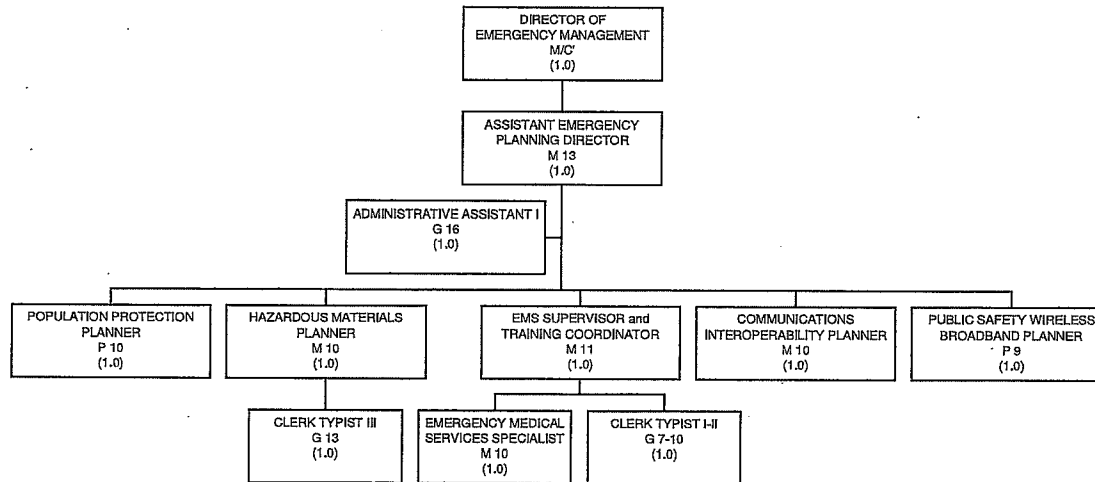 DIRECTOR OF
EMERGENCY MANAGEMENT
M/C'
(1.0)
ASSISTANT EMERGENCY
PLANNING DIRECTOR
M 13
(1.0)
ADMINISTRATIVE ASSISTANT I
G 16
(1.0)
POPULATION PROTECTION
PLANNER
P 10
(1.0)
HAZARDOUS MATERIALS
PLANNER
M 10
(1.0)
EMS SUPERVISOR and
TRAINING COORDINATOR
M 11
(1.0)
COMMUNICATIONS
INTEROPERABILITY PLANNER
M 10
(1.0)
PUBLIC SAFETY WIRELESS
BROADBAND PLANNER
P 9
(1.0)
CLERK TYPIST III
G 13
(1.0)
EMERGENCY MEDICAL
SERVICES SPECIALIST
M 10
(1.0)
CLERK TYPIST I-II
G 7-10
(1.0)